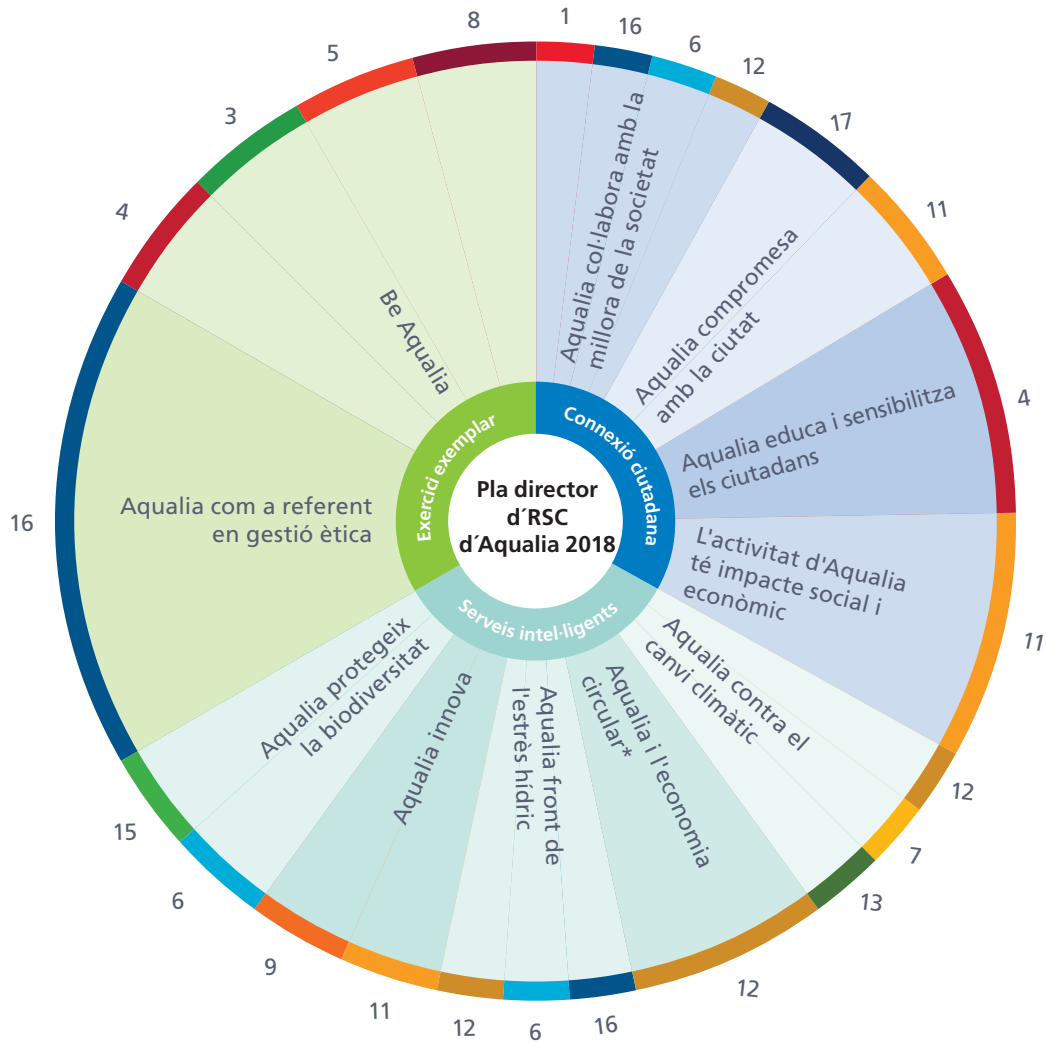 Pla director
d´RSC
d´Aqualia 2018
Connexió ciutadana
Serveis intel·ligents
Exercici exemplar
Aqualia col·labora amb la
millora de la societat
Aqualia compromesa
amb la ciutat
Aqualia educa i sensibilitza
els ciutadans
L'activitat d'Aqualia
té impacte social i
econòmic
Aqualia contra el
canvi climàtic
Aqualia i l'economia
circular*
Aqualia front de
l'estrès hídric
Aqualia innova
Aqualia protegeix
la biodiversitat
Aqualia com a referent
en gestió ètica
Be Aqualia
1
16
6
12
17
11
4
11
12
7
13
12
16
6
12
11
9
6
15
16
4
3
5
8